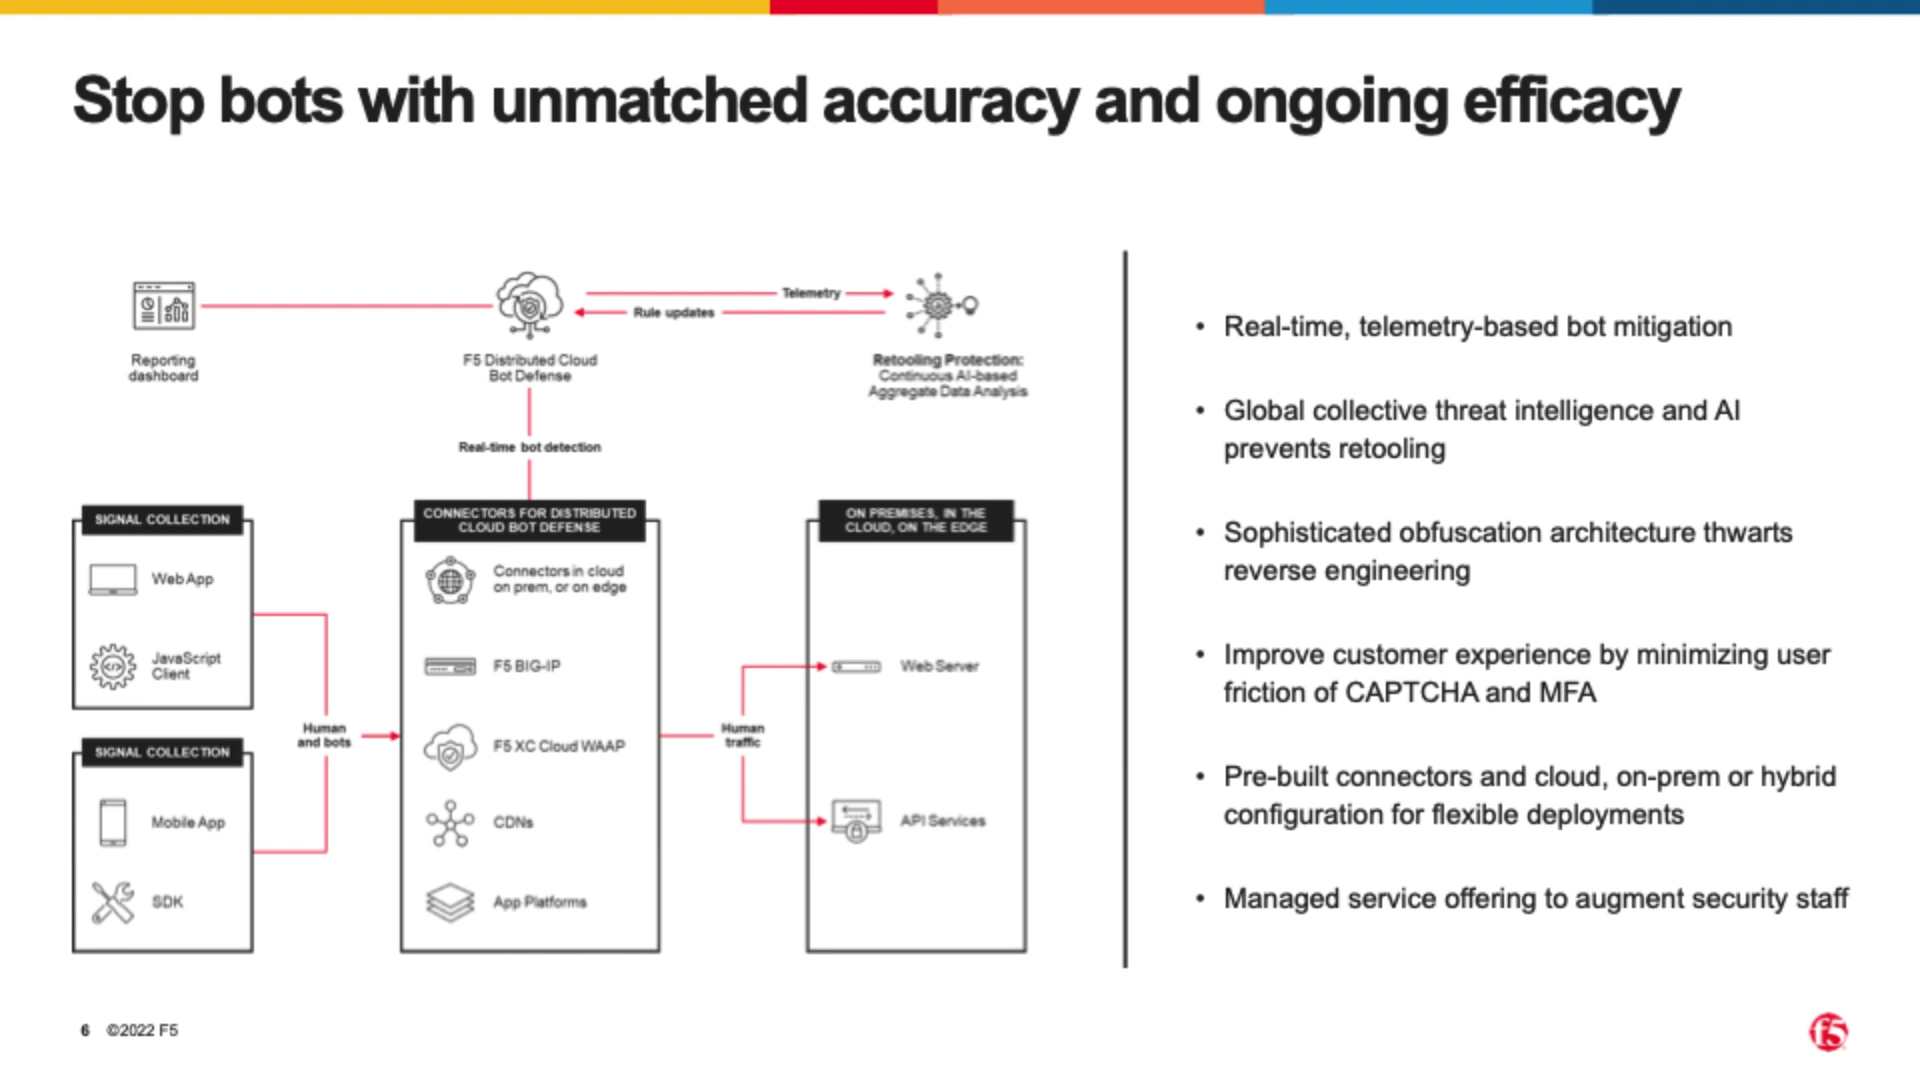 Stop bots with unmatched accuracy and ongoing efficacy
Reporting
dashboard
F5 Distributed Cloud
Bot Defense
Telemetry
Rule updates
Retooling Protection:
Continuous AI-based
Aggregate Data Analysis
Real-time bot detection
SIGNAL COLLECTION
Web App
JavaScript
Client
SIGNAL COLLECTION
Mobile App
SDK
Human
and bots
CONNECTORS FOR DISTRIBUTED
CLOUD BOT DEFENSE
Connectors in cloud
on prem, or on edge
F5 BIG-IP
F5 XC Cloud WAAP
CDNs
App Platforms
Human
traffic
ON PREMISES, IN THE
CLOUD, ON THE EDGE
Web Server
API Services
• Real-time, telemetry-based bot mitigation
• Global collective threat intelligence and AI
prevents retooling
• Sophisticated obfuscation architecture thwarts
reverse engineering
• Improve customer experience by minimizing user
friction of CAPTCHA and MFA
• Pre-built connectors and cloud, on-prem or hybrid
configuration for flexible deployments
• Managed service offering to augment security staff
6 ©2022 F5
f5